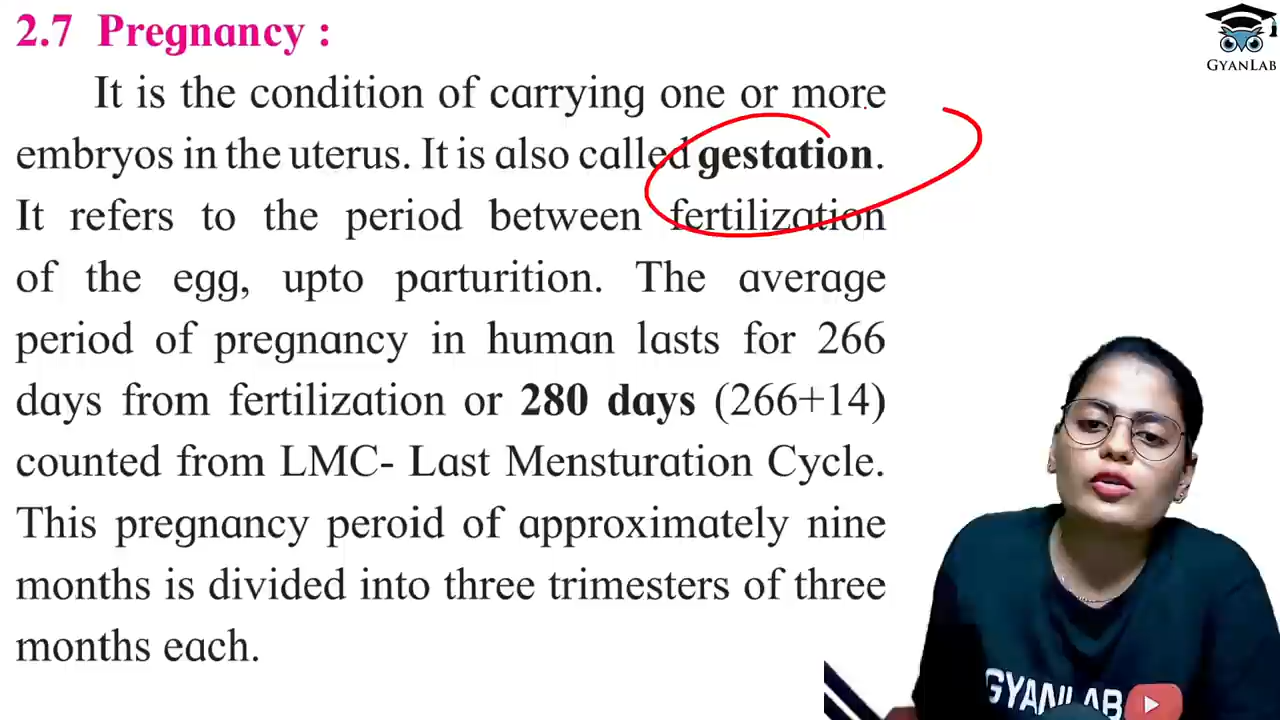 2.7 Pregnancy :
GYANLAB
It is the condition of carrying one or more
embryos in the uterus. It is also called gestation.
It refers to the period between fertilization
of the egg, upto parturition. The average
period of pregnancy in human lasts for 266
days from fertilization or 280 days (266+14)
counted from LMC- Last Mensturation Cycle.
This pregnancy peroid of approximately nine
months is divided into three trimesters of three
months each.
GYANLAB